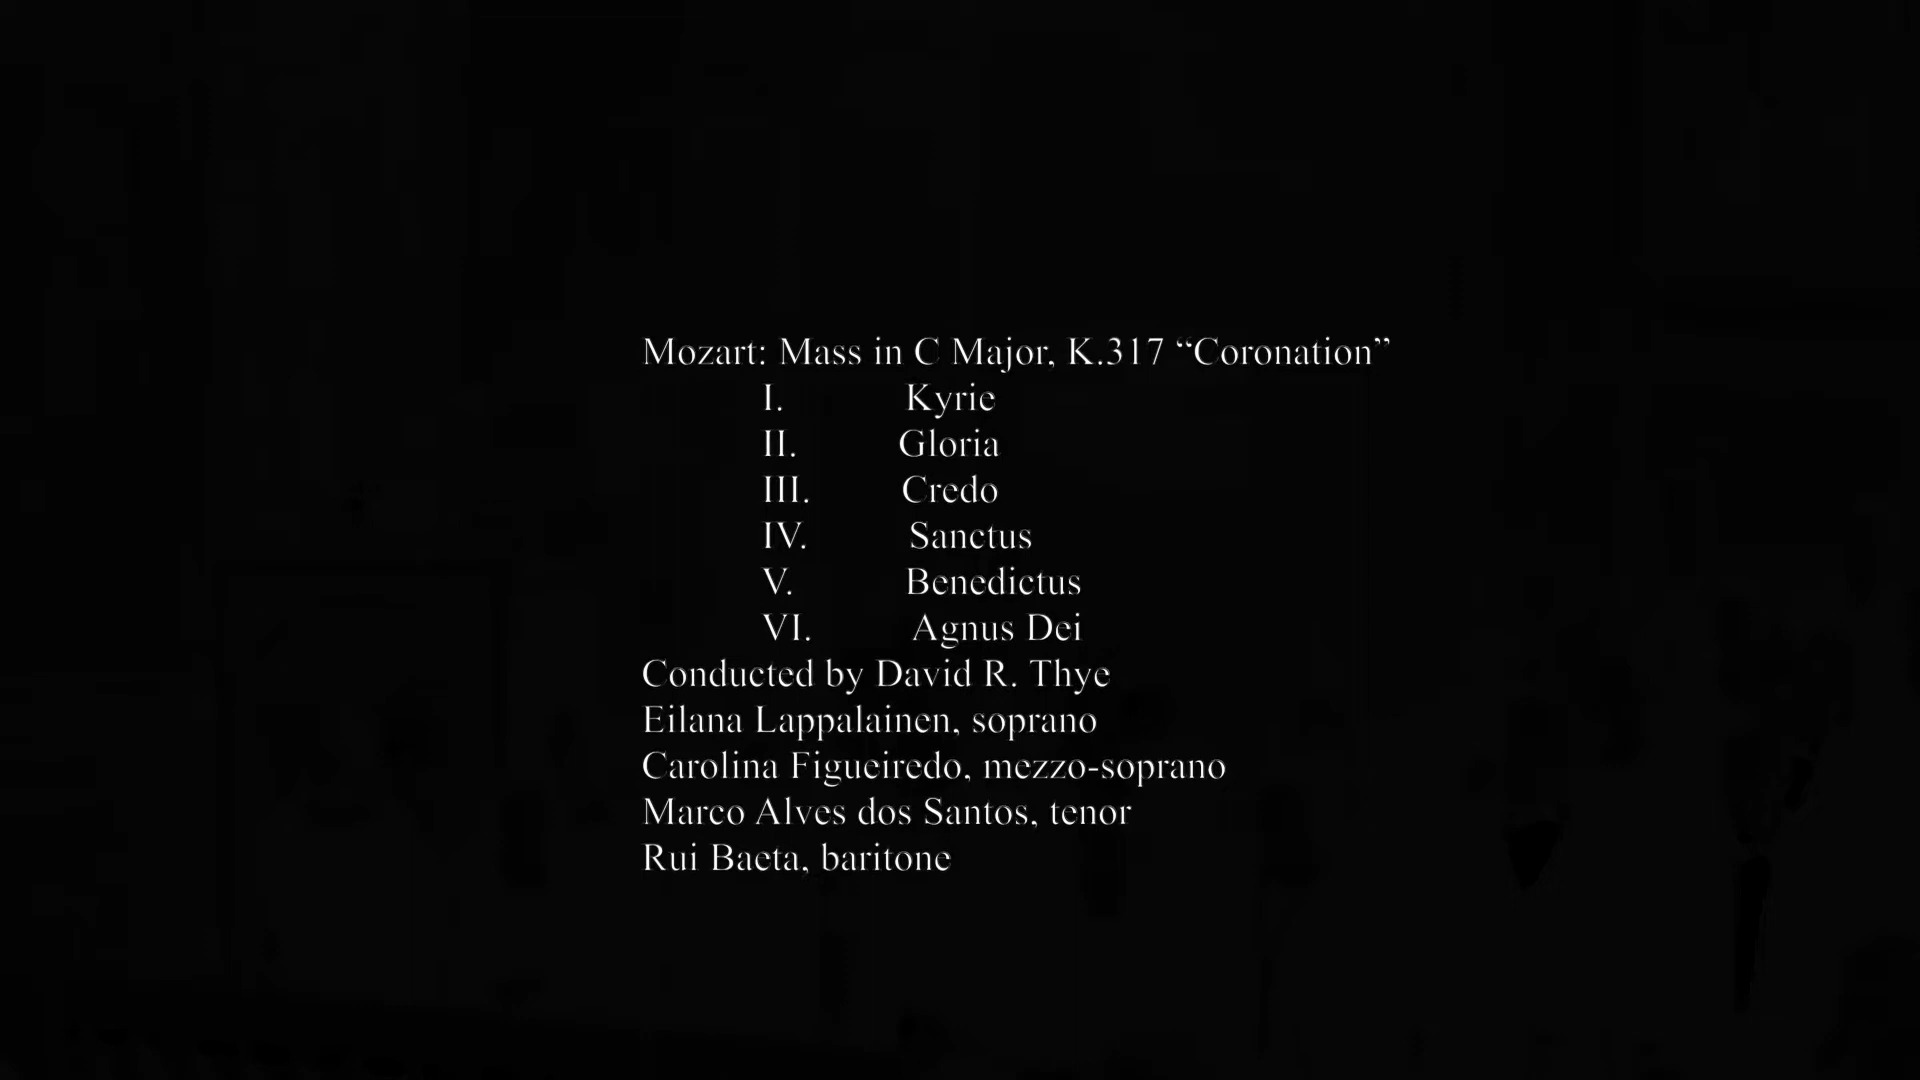 Mozart: Mass in C Major, K.317 “Coronation”
I. Kyrie
II. Gloria
III. Credo
IV. Sanctus
V. Benedictus
VI. Agnus Dei
Conducted by David R. Thye
Eilana Lappalainen, soprano
Carolina Figueiredo, mezzo-soprano
Marco Alves dos Santos, tenor
Rui Baeta, baritone